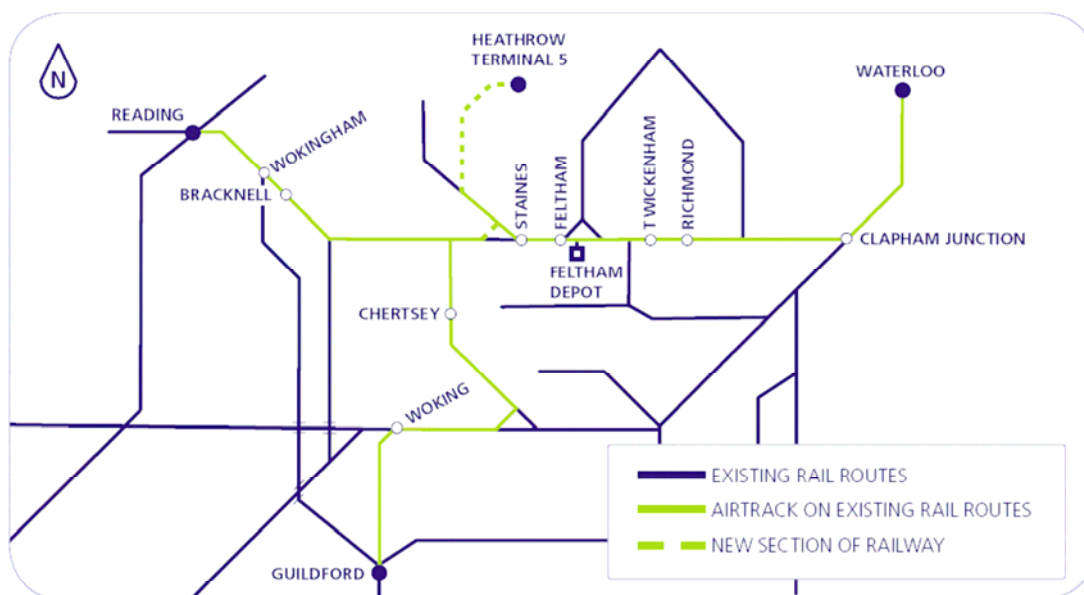 N
HEATHROW
TERMINAL 5
WATERLOO
READING
WOKINGHAM
BRACKNELL
STAINES
FELTHAM
TWICKENHAM
RICHMOND
CLAPHAM JUNCTION
FELTHAM
DEPOT
CHERTSEY
WOKING
GUILDFORD
EXISTING RAIL ROUTES
AIRTRACK ON EXISTING RAIL ROUTES
NEW SECTION OF RAILWAY